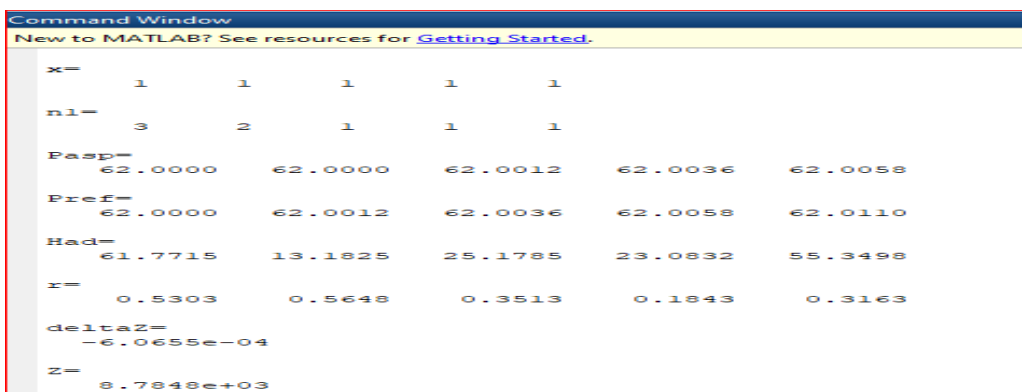 Command Window
New to MATLAB? See resources for Getting Started.
x=
1 1 1 1 1
n1=
3 2 1 1 1
Pasp=
62.0000 62.0000 62.0012 62.0036 62.0058
Pref=
62.0000 62.0012 62.0036 62.0058 62.0110
Had=
61.7715 13.1825 25.1785 23.0832 55.3498
r=
0.5303 0.5648 0.3513 0.1843 0.3163
deltaZ=
-6.0655e-04
Z=
8.7848e+03